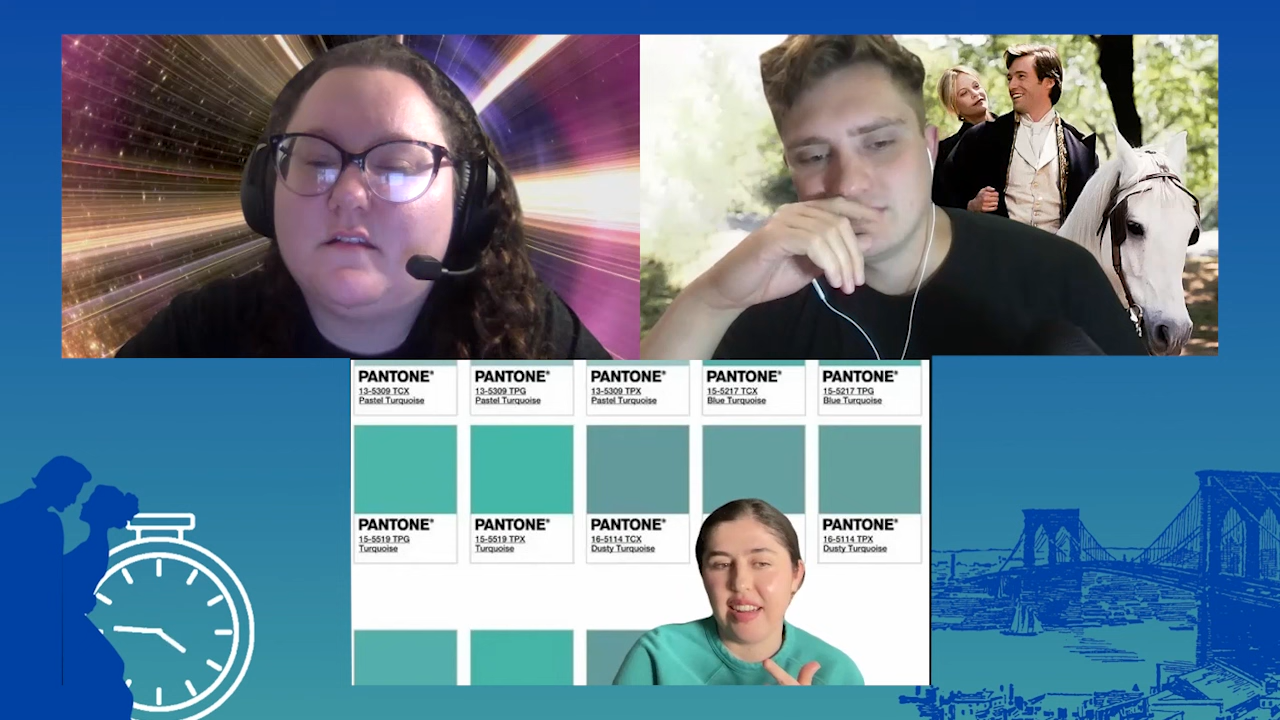 PANTONE® PANTONE® PANTONE® PANTONE® PANTONE®
13-5309 TCX 13-5309 TPG 13-5309 TPX 15-5217 TCX 15-5217 TPG
Pastel Turquoise Pastel Turquoise Pastel Turquoise Blue Turquoise Blue Turquoise
PANTONE® PANTONE® PANTONE® PANTONE®
15-5519 TPG 15-5519 TPX 16-5114 TCX 16-5114 TPX
Turquoise Turquoise Dusty Turquoise Dusty Turquoise